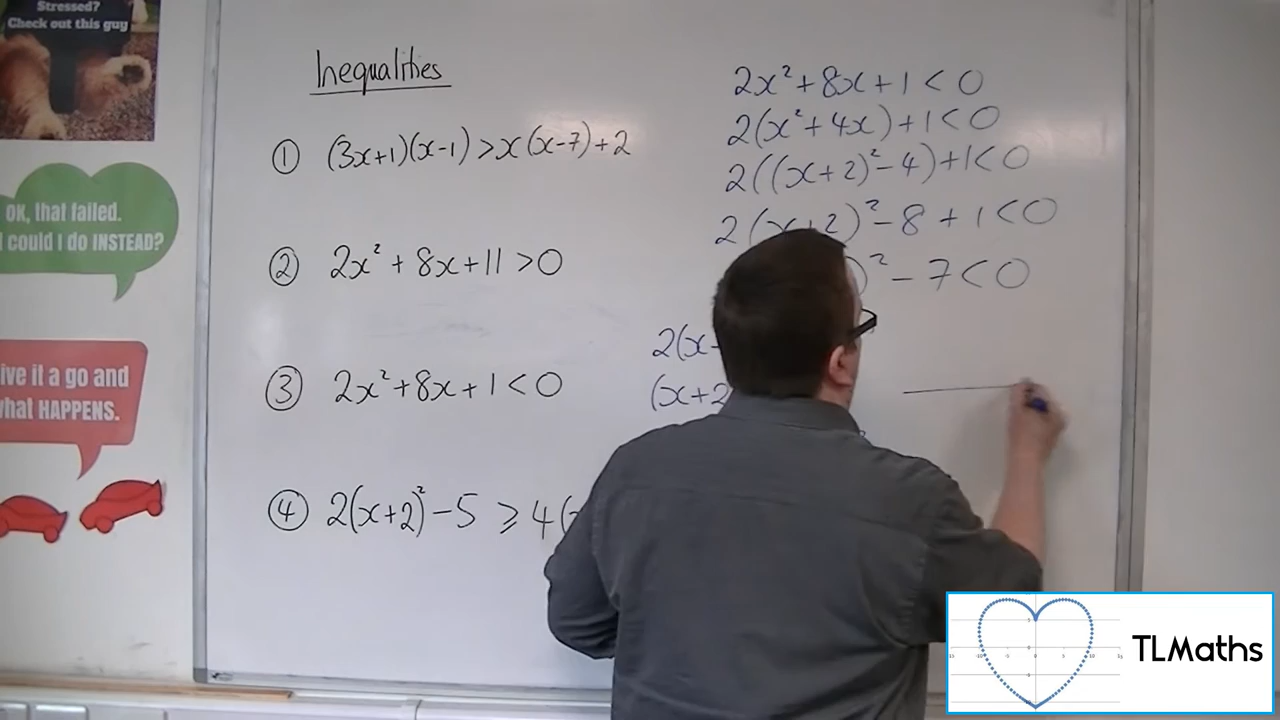 Stressed?
Check out this guy
OK, that failed.
could I do INSTEAD?
ive it a go and
what HAPPENS.
Inequalities
① (3x+1)(x-1) > x(x-7)+2
② 2x² + 8x + 11 > 0
③ 2x² + 8x + 1 < 0
④ 2(x+2)² - 5 ⩾ 4(
2x² + 8x + 1 < 0
2(x² + 4x) + 1 < 0
2((x+2)² - 4) + 1 < 0
2(x+2)² - 8 + 1 < 0
)² - 7 < 0
2(x
(x+2
TLMaths